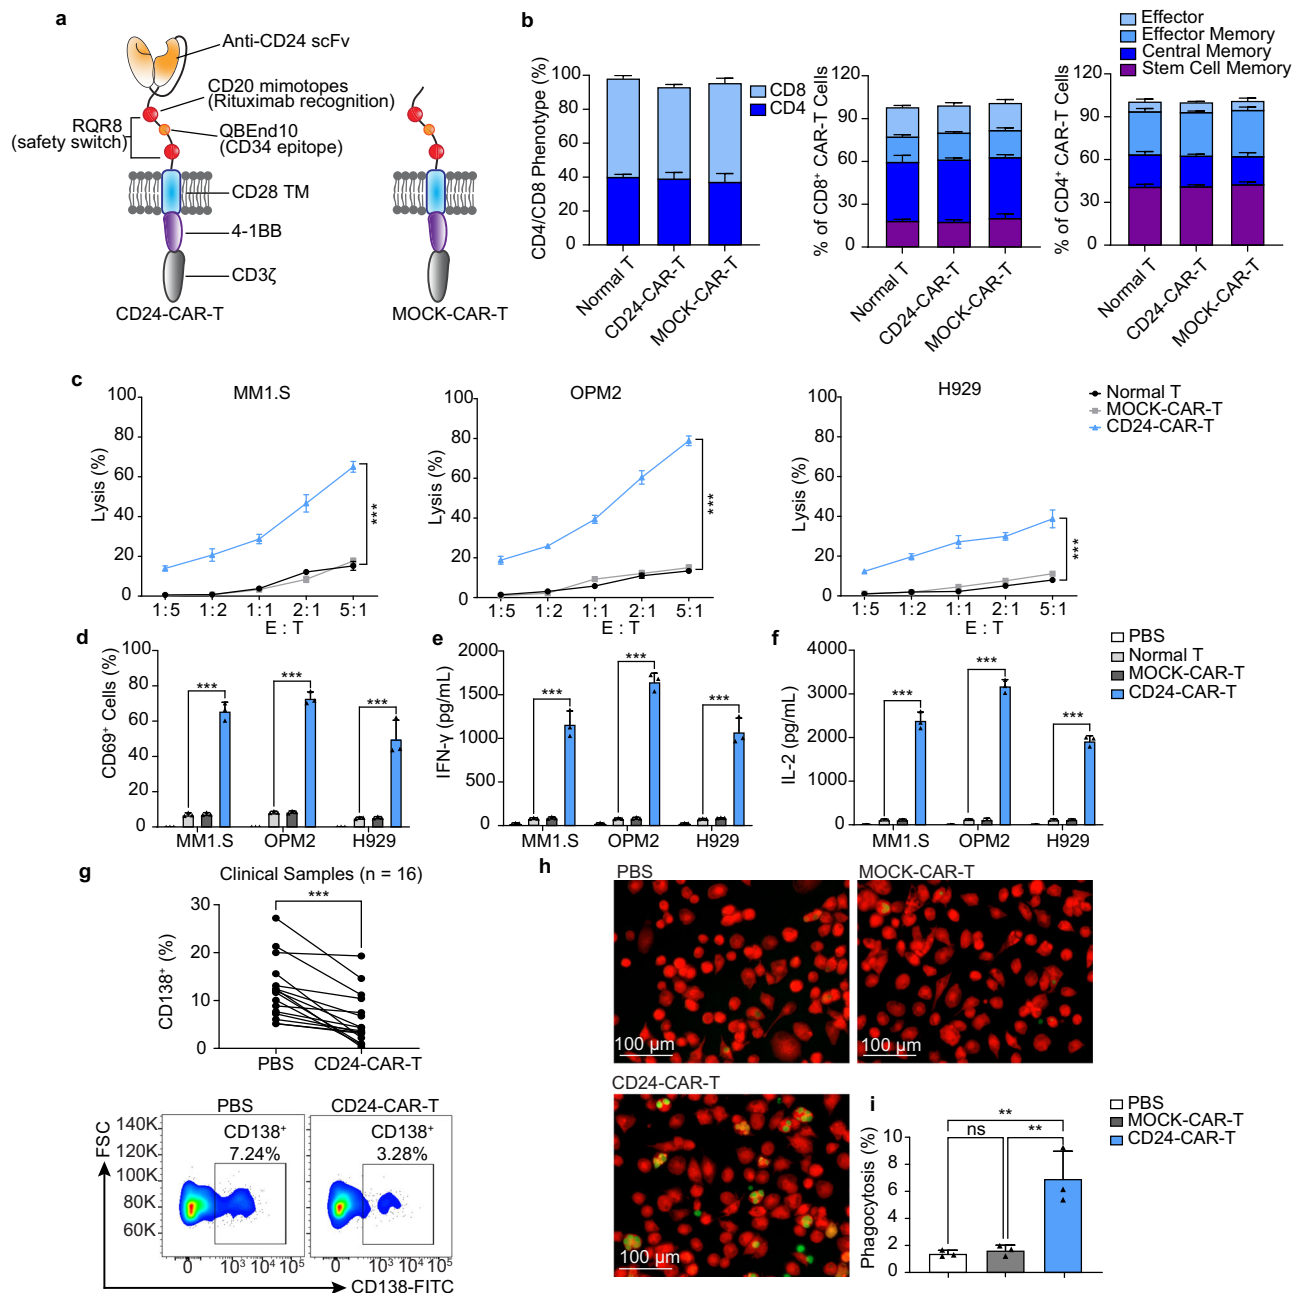 a
Anti-CD24 scFv
CD20 mimotopes
(Rituximab recognition)
RQR8
(safety switch)
QBEnd10
(CD34 epitope)
CD28 TM
4-1BB
CD3ζ
CD24-CAR-T
MOCK-CAR-T
b
CD4/CD8 Phenotype (%)
100
80
60
40
20
0
Normal T
CD24-CAR-T
MOCK-CAR-T
CD8
CD4
% of CD8⁺ CAR-T Cells
120
90
60
30
0
Normal T
CD24-CAR-T
MOCK-CAR-T
Effector
Effector Memory
Central Memory
Stem Cell Memory
% of CD4⁺ CAR-T Cells
120
90
60
30
0
Normal T
CD24-CAR-T
MOCK-CAR-T
c
MM1.S
Lysis (%)
100
80
60
40
20
0
1:5 1:2 1:1 2:1 5:1
E : T
***
OPM2
Lysis (%)
100
80
60
40
20
0
1:5 1:2 1:1 2:1 5:1
E : T
***
H929
Lysis (%)
100
80
60
40
20
0
1:5 1:2 1:1 2:1 5:1
E : T
***
Normal T
MOCK-CAR-T
CD24-CAR-T
d
CD69⁺ Cells (%)
100
80
60
40
20
0
*** *** ***
MM1.S OPM2 H929
e
IFN-γ (pg/mL)
2000
1500
1000
500
0
*** *** ***
MM1.S OPM2 H929
f
IL-2 (pg/mL)
4000
3000
2000
1000
0
*** *** ***
MM1.S OPM2 H929
PBS
Normal T
MOCK-CAR-T
CD24-CAR-T
g
Clinical Samples (n = 16)
***
CD138⁺ (%)
30
20
10
0
PBS CD24-CAR-T
PBS
CD138⁺
7.24%
CD24-CAR-T
CD138⁺
3.28%
FSC
140K
120K
100K
80K
60K
0 10³ 10⁴ 10⁵
0 10³ 10⁴ 10⁵
CD138-FITC
h
PBS
100 µm
MOCK-CAR-T
100 µm
CD24-CAR-T
100 µm
i
PBS
MOCK-CAR-T
CD24-CAR-T
Phagocytosis (%)
10
8
6
4
2
0
**
ns
**